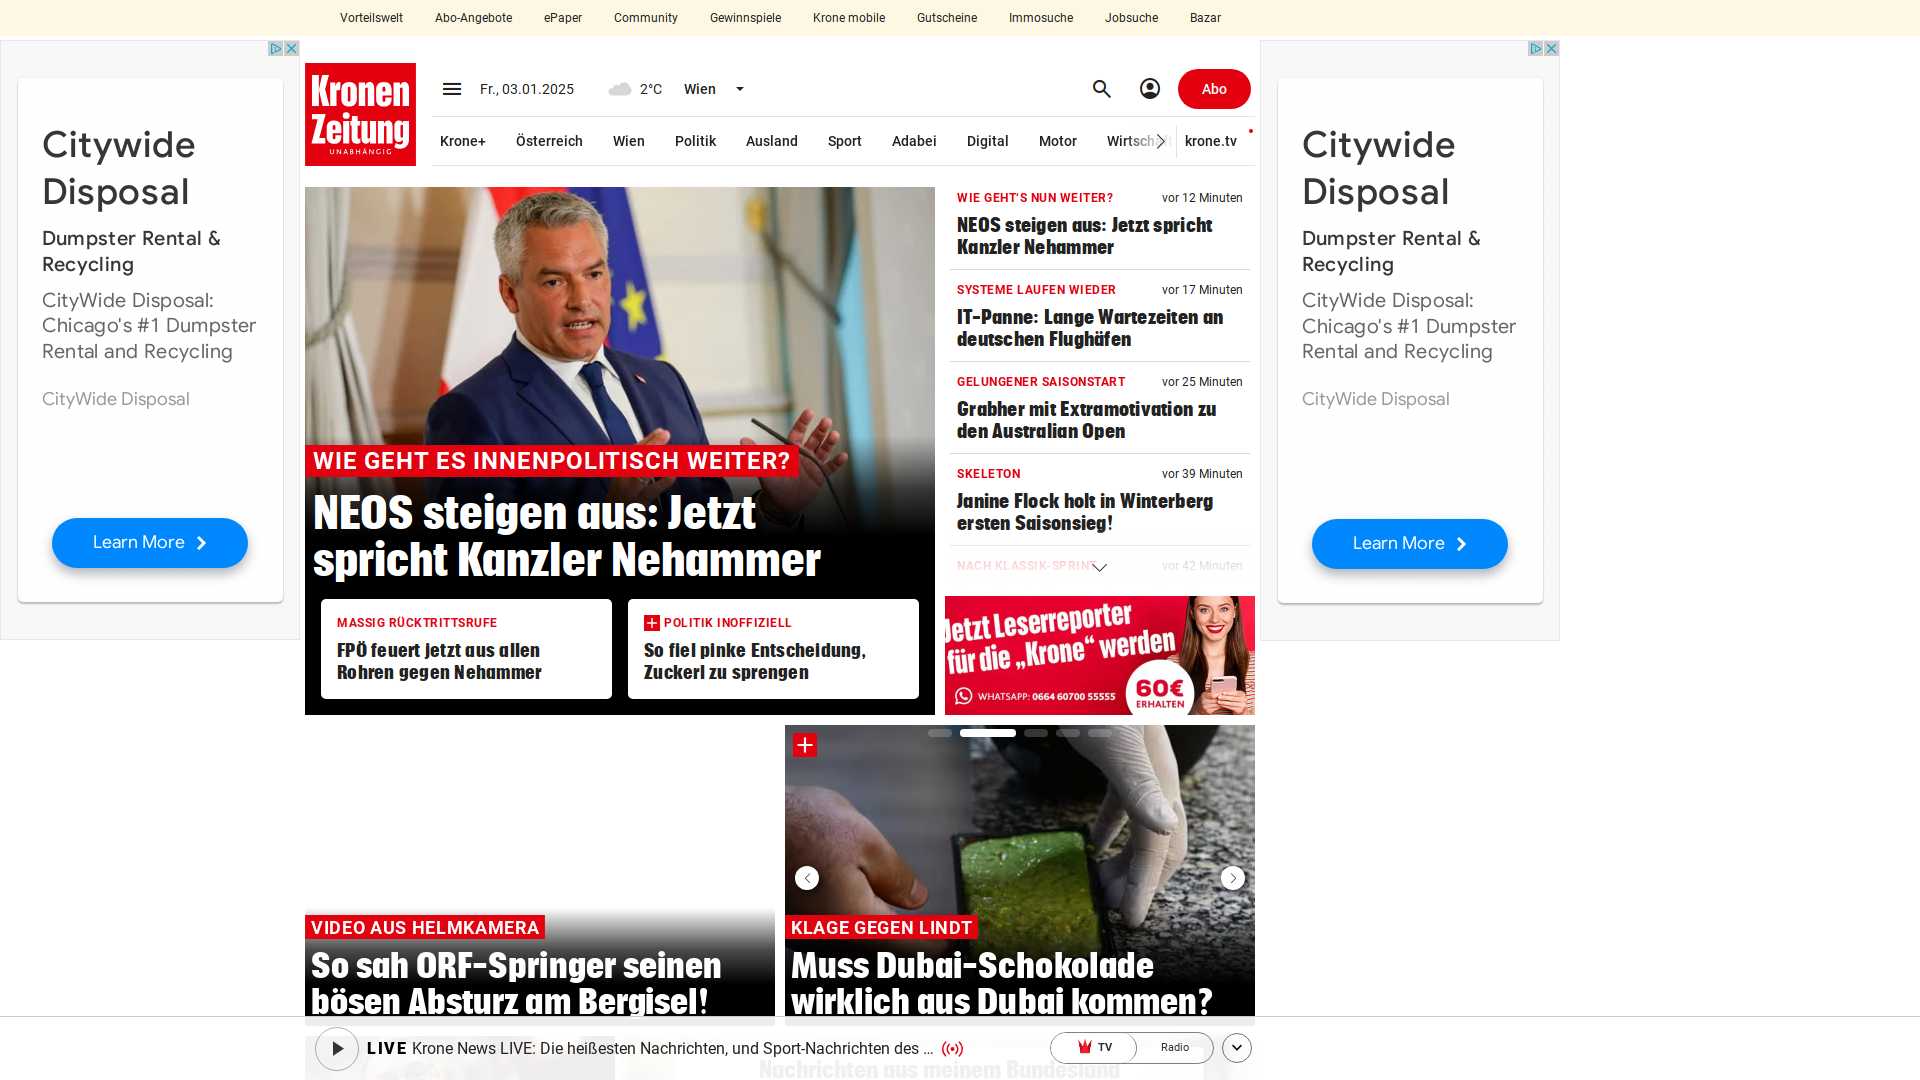 Vorteilswelt
Abo-Angebote
ePaper
Community
Gewinnspiele
Krone mobile
Gutscheine
Immosuche
Jobsuche
Bazar
Citywide
Disposal
Dumpster Rental &
Recycling
CityWide Disposal:
Chicago's #1 Dumpster
Rental and Recycling
CityWide Disposal
Learn More
Kronen
Zeitung
UNABHÄNGIG
Fr., 03.01.2025
2°C
Wien
Abo
Krone+
Österreich
Wien
Politik
Ausland
Sport
Adabei
Digital
Motor
Wirtschaft
krone.tv
WIE GEHT ES INNENPOLITISCH WEITER?
NEOS steigen aus: Jetzt
spricht Kanzler Nehammer
MASSIG RÜCKTRITTSRUFE
FPÖ feuert jetzt aus allen
Rohren gegen Nehammer
POLITIK INOFFIZIELL
So fiel pinke Entscheidung,
Zuckerl zu sprengen
WIE GEHT'S NUN WEITER?
vor 12 Minuten
NEOS steigen aus: Jetzt spricht
Kanzler Nehammer
SYSTEME LAUFEN WIEDER
vor 17 Minuten
IT-Panne: Lange Wartezeiten an
deutschen Flughäfen
GELUNGENER SAISONSTART
vor 25 Minuten
Grabher mit Extramotivation zu
den Australian Open
SKELETON
vor 39 Minuten
Janine Flock holt in Winterberg
ersten Saisonsieg!
NACH KLASSIK-SPRINT
vor 42 Minuten
Jetzt Leserreporter
für die „Krone“ werden
WHATSAPP: 0664 60700 55555
60€
ERHALTEN
Citywide
Disposal
Dumpster Rental &
Recycling
CityWide Disposal:
Chicago's #1 Dumpster
Rental and Recycling
CityWide Disposal
Learn More
VIDEO AUS HELMKAMERA
So sah ORF-Springer seinen
bösen Absturz am Bergisel!
KLAGE GEGEN LINDT
Muss Dubai-Schokolade
wirklich aus Dubai kommen?
LIVE Krone News LIVE: Die heißesten Nachrichten, und Sport-Nachrichten des ...
TV
Radio
Nachrichten aus meinem Bundesland